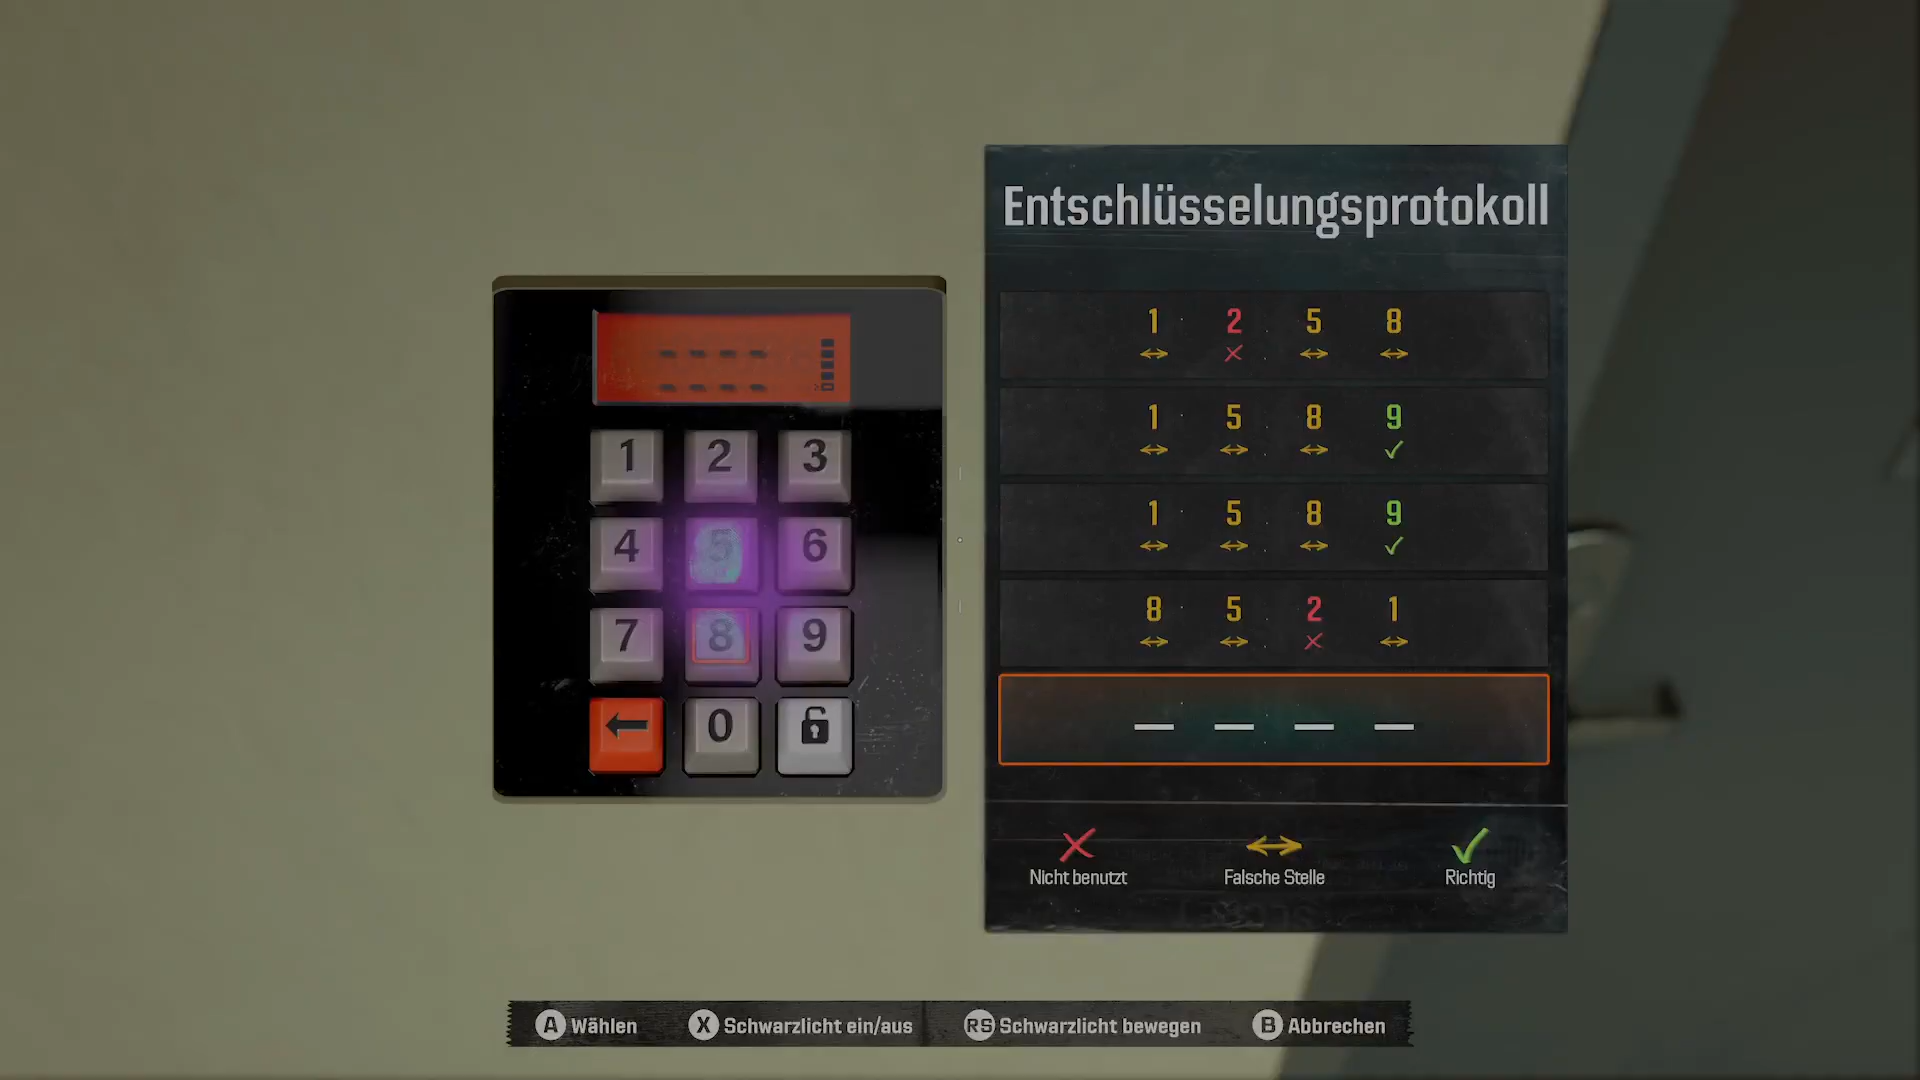 Entschlüsselungsprotokoll
1 2 5 8
1 5 8 9
1 5 8 9
8 5 2 1
1 2 3
4 5 6
7 8 9
0
Nicht benutzt
Falsche Stelle
Richtig
A Wählen
X Schwarzlicht ein/aus
RS Schwarzlicht bewegen
B Abbrechen